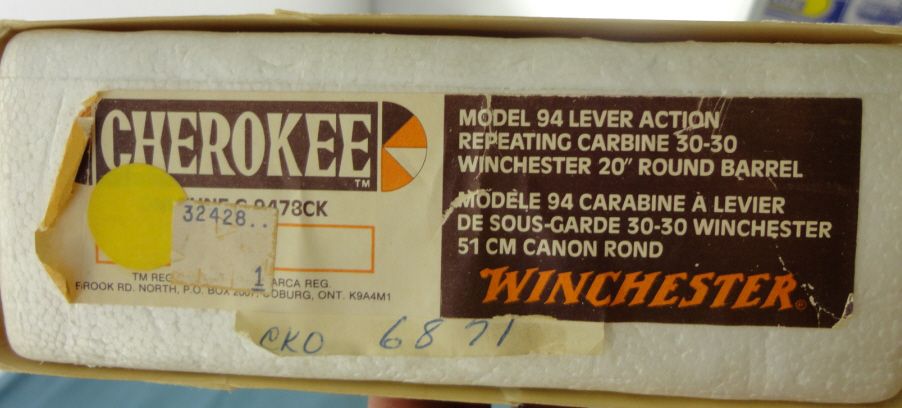 CHEROKEE
TM
G 9478CK
32428..
1
TM REG
ARCA REG.
BROOK RD. NORTH, P.O. BOX COBURG, ONT. K9A4M1
CKO 6871
MODEL 94 LEVER ACTION
REPEATING CARBINE 30-30
WINCHESTER 20" ROUND BARREL
MODÈLE 94 CARABINE À LEVIER
DE SOUS-GARDE 30-30 WINCHESTER
51 CM CANON ROND
WINCHESTER®